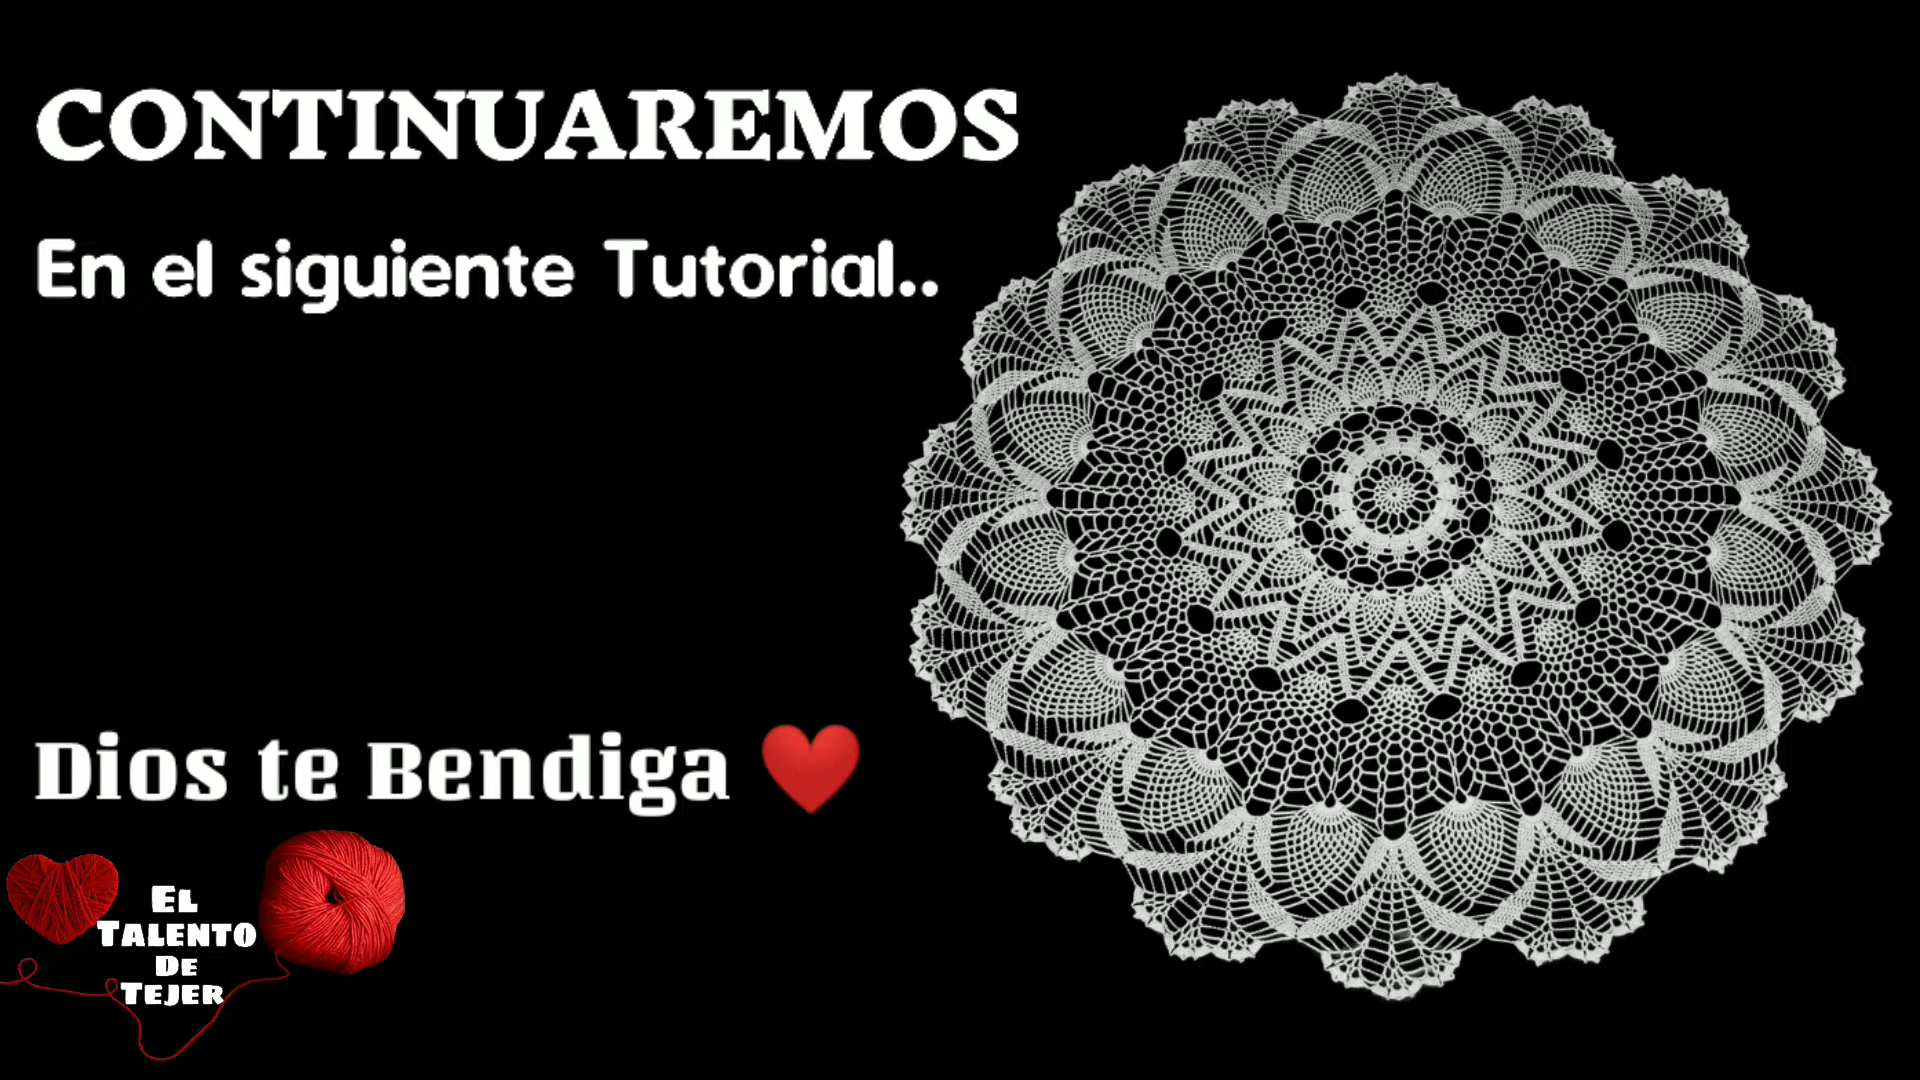 CONTINUAREMOS
En el siguiente Tutorial..
Dios te Bendiga ❤️
EL
TALENTO
DE
TEJER